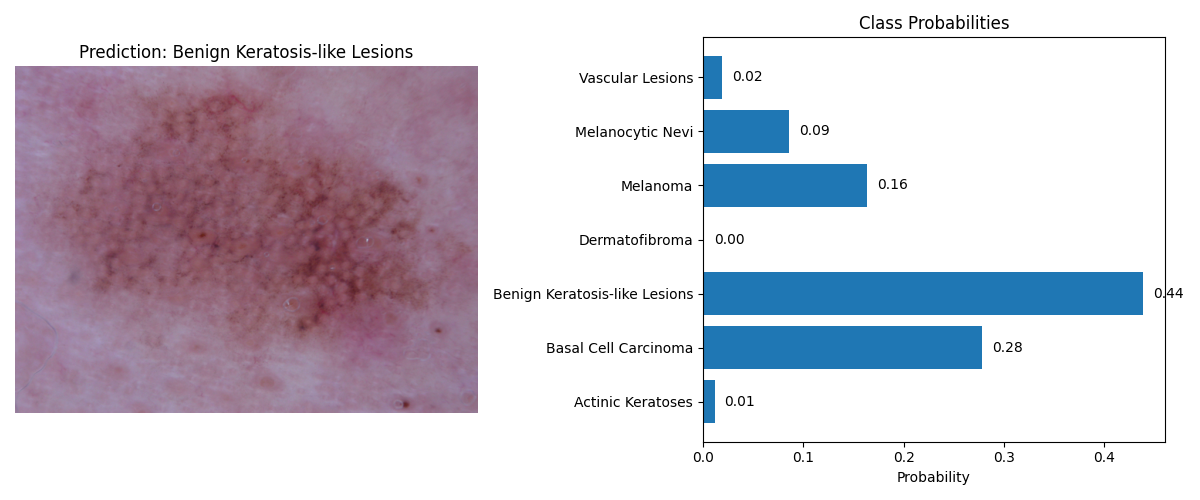 Prediction: Benign Keratosis-like Lesions
Class Probabilities
Vascular Lesions 0.02
Melanocytic Nevi 0.09
Melanoma 0.16
Dermatofibroma 0.00
Benign Keratosis-like Lesions 0.44
Basal Cell Carcinoma 0.28
Actinic Keratoses 0.01
0.0 0.1 0.2 0.3 0.4
Probability